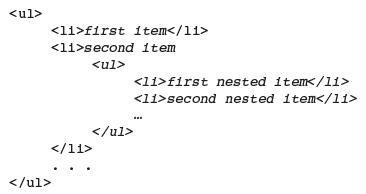 <ul>
<li>first item</li>
<li>second item
<ul>
<li>first nested item</li>
<li>second nested item</li>
…
</ul>
</li>
. . .
</ul>